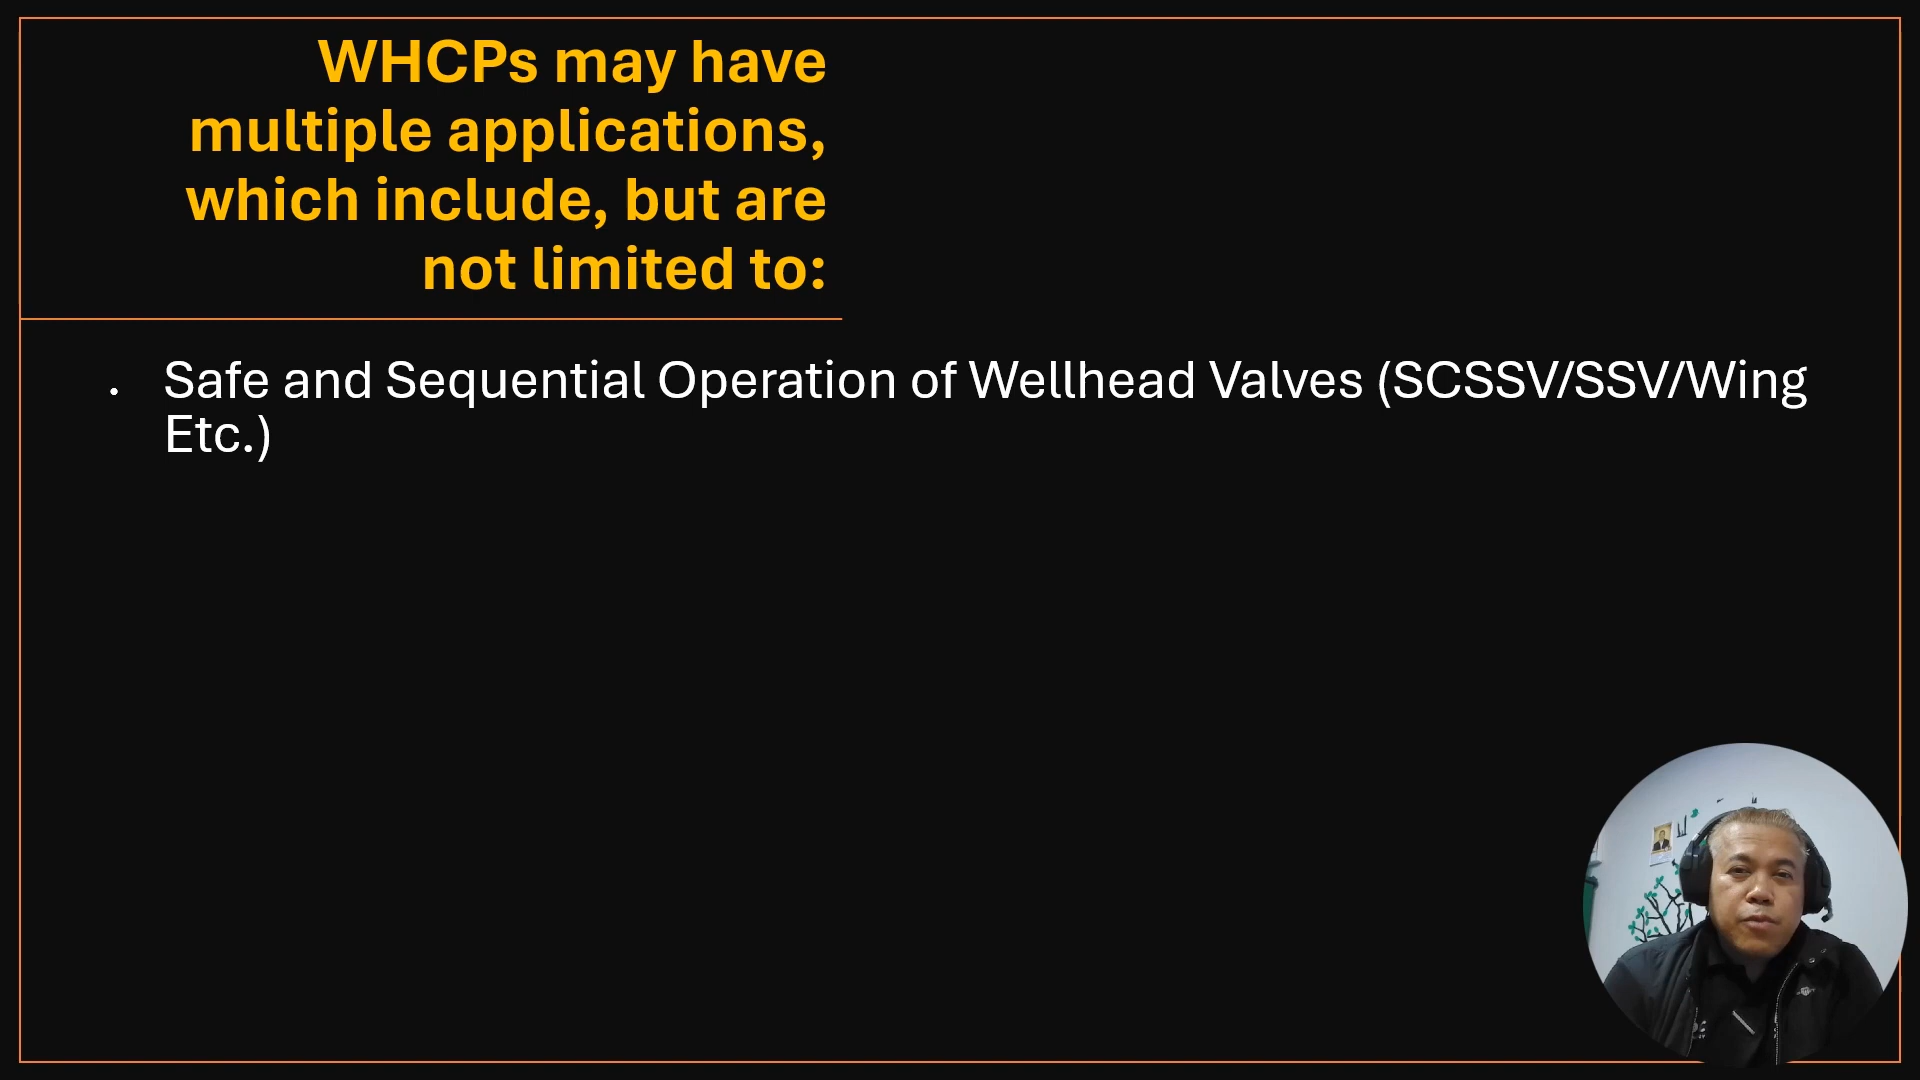 WHCPs may have
multiple applications,
which include, but are
not limited to:
• Safe and Sequential Operation of Wellhead Valves (SCSSV/SSV/Wing
Etc.)